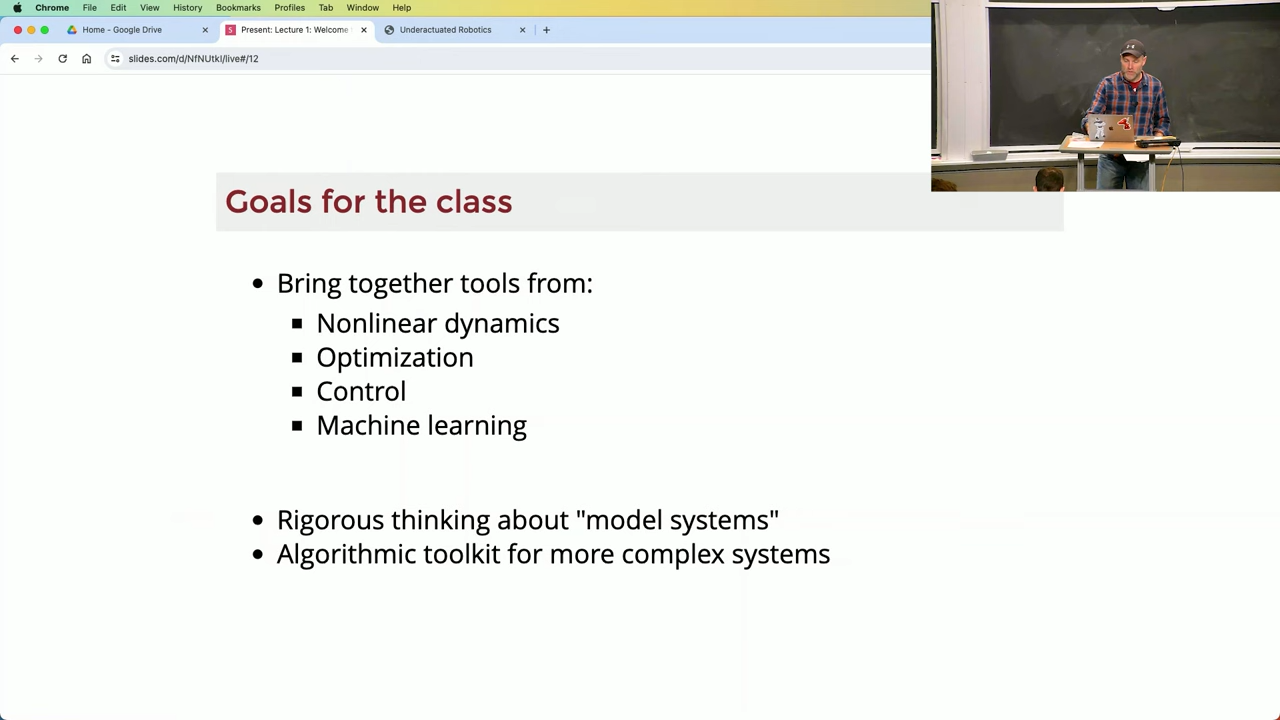 Chrome File Edit View History Bookmarks Profiles Tab Window Help
Home - Google Drive
Present: Lecture 1: Welcome
Underactuated Robotics
slides.com/d/NfNUtkI/live#/12
Goals for the class
Bring together tools from:
Nonlinear dynamics
Optimization
Control
Machine learning
Rigorous thinking about "model systems"
Algorithmic toolkit for more complex systems